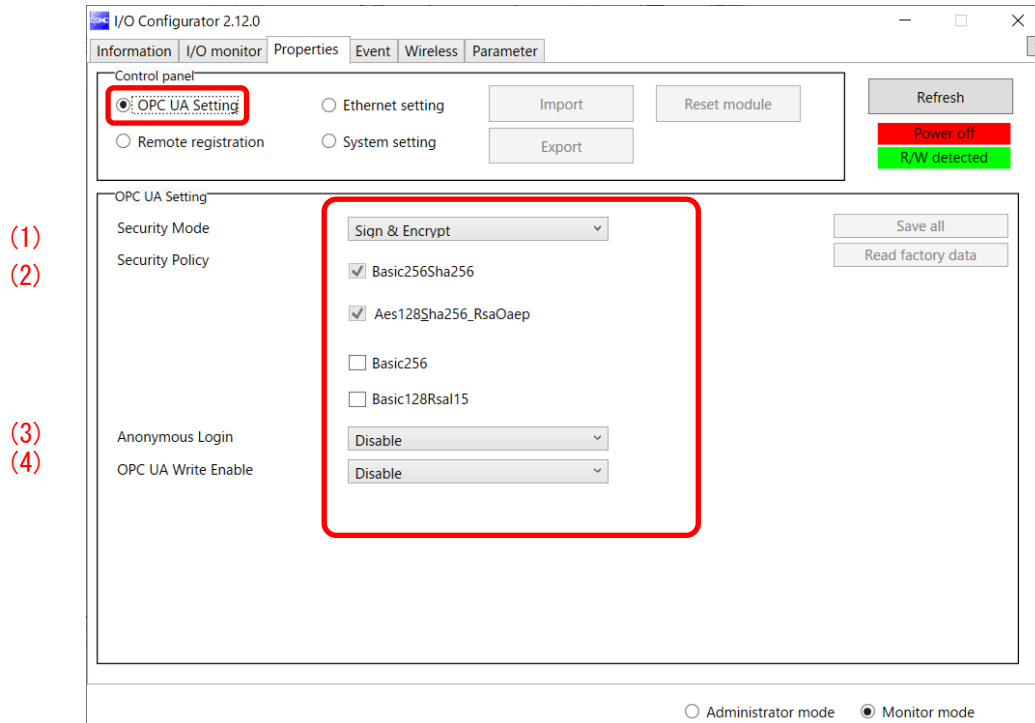 SMC I/O Configurator 2.12.0
Information I/O monitor Properties Event Wireless Parameter
Control panel
OPC UA Setting Ethernet setting Import Reset module Refresh
Remote registration System setting Export Power off
R/W detected
OPC UA Setting
(1) Security Mode Sign & Encrypt Save all
(2) Security Policy Basic256Sha256 Read factory data
Aes128Sha256_RsaOaep
Basic256
Basic128Rsal15
(3) Anonymous Login Disable
(4) OPC UA Write Enable Disable
Administrator mode Monitor mode